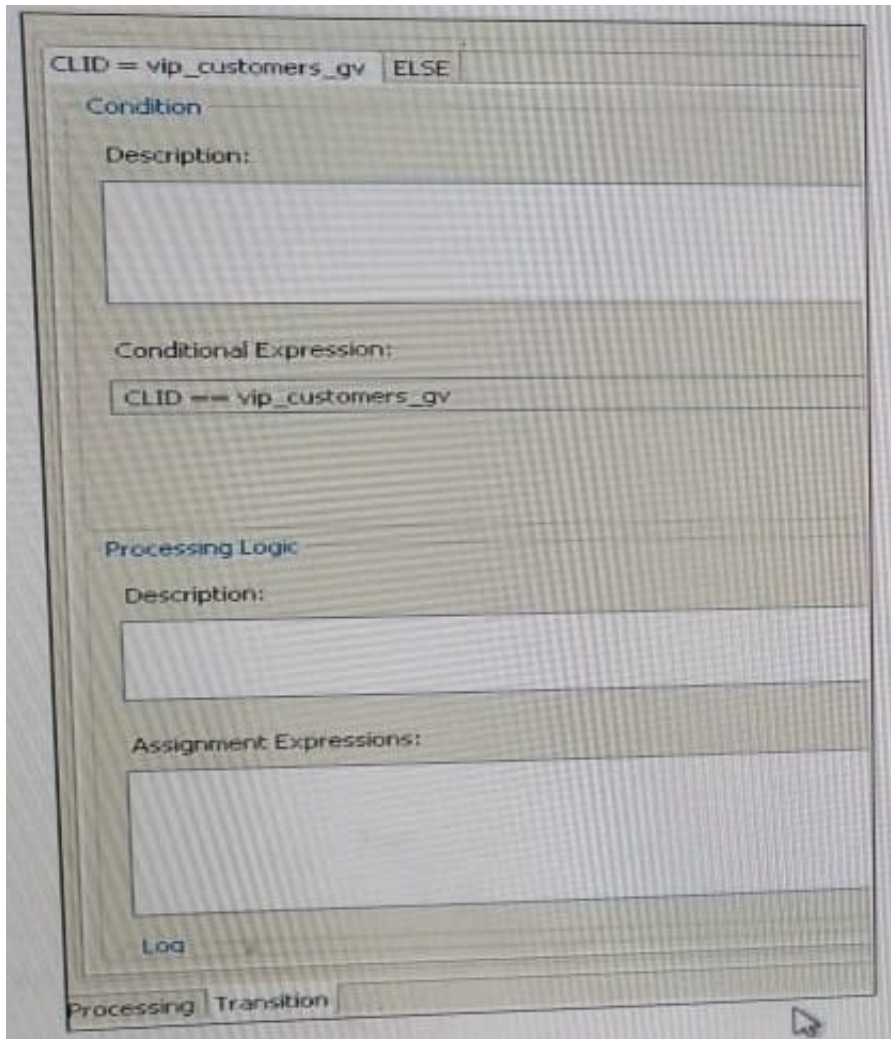 CLID = vip_customers_gv ELSE
Condition
Description:
Conditional Expression:
CLID == vip_customers_gv
Processing Logic
Description:
Assignment Expressions:
Log
Processing Transition